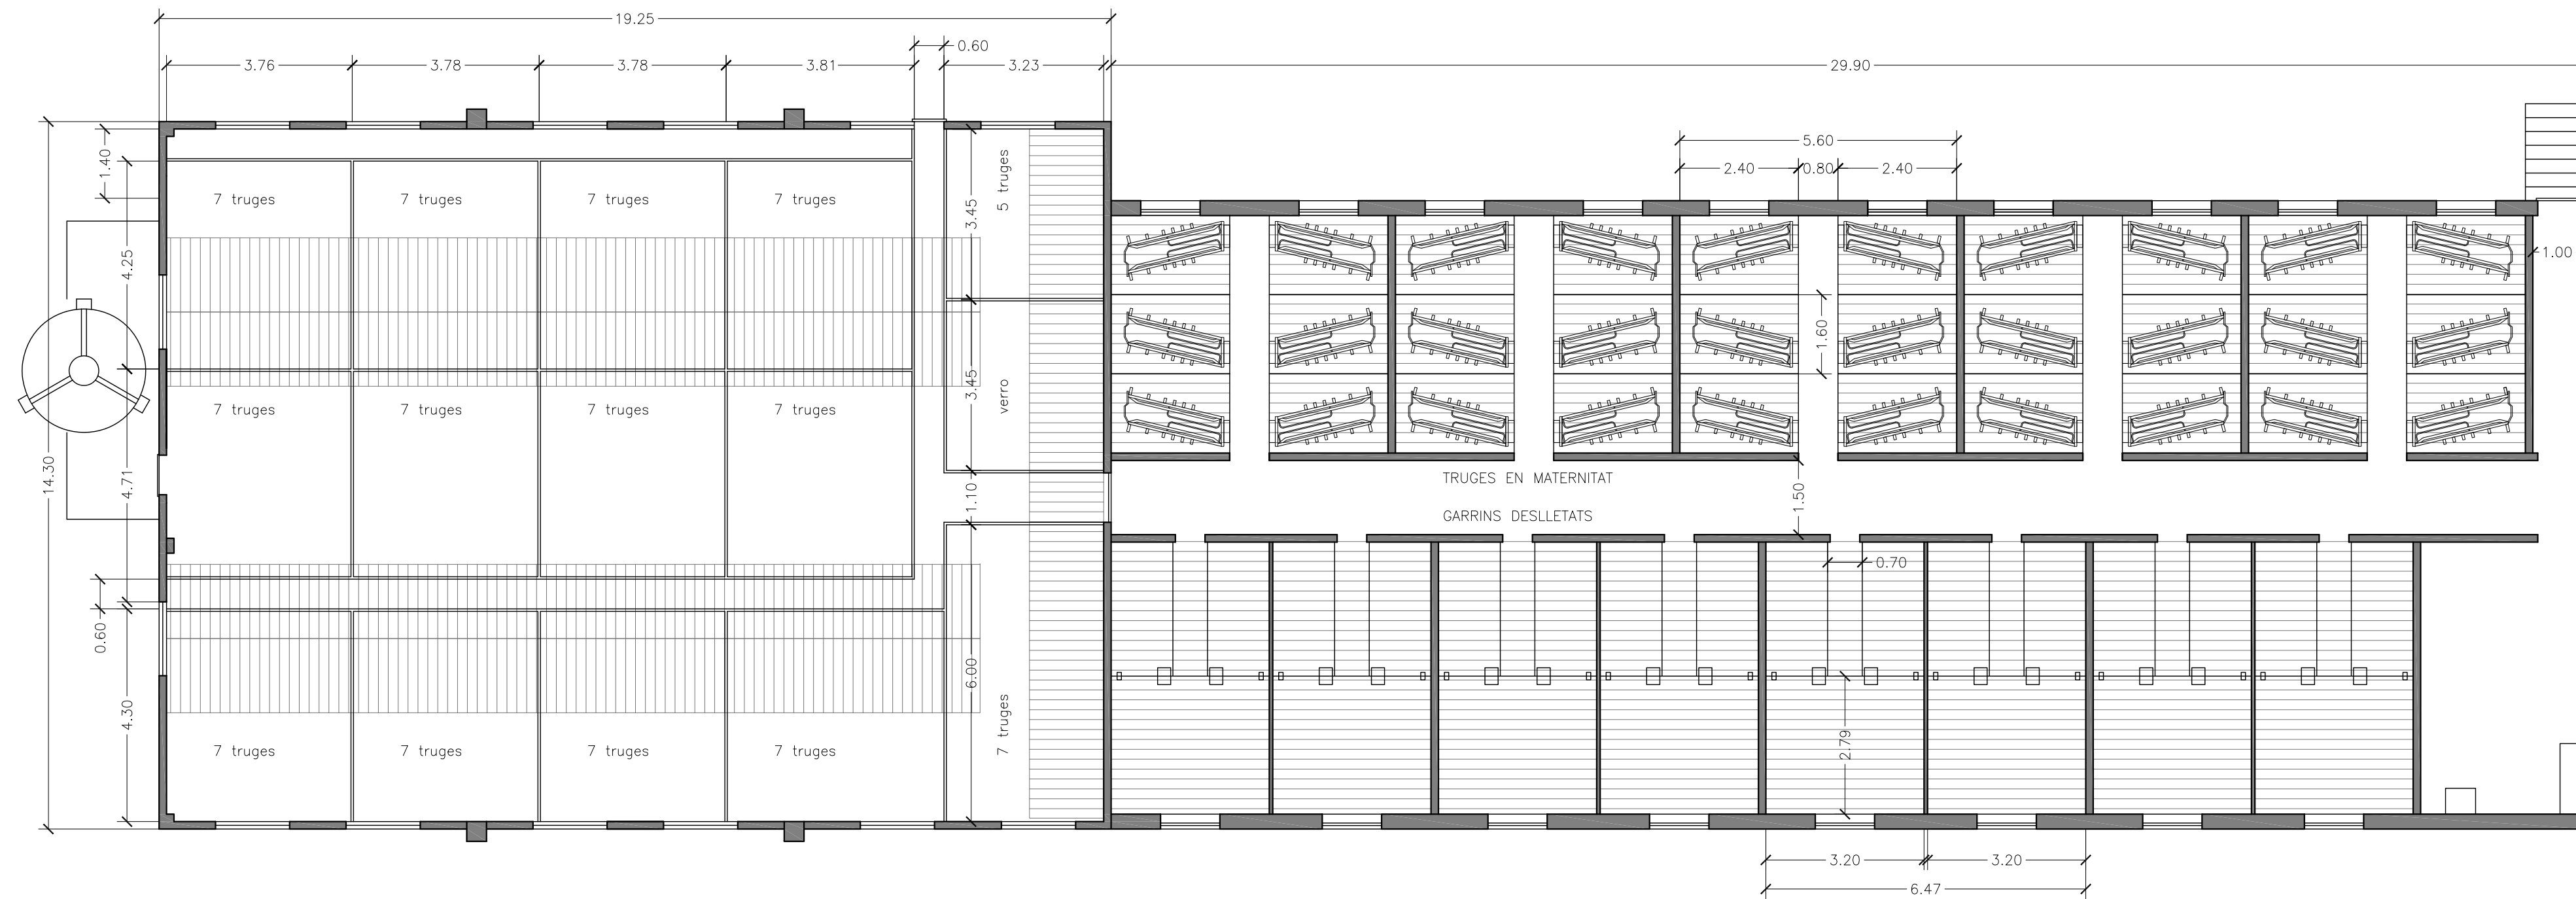 19.25
0.60
3.76
3.78
3.78
3.81
3.23
29.90
5.60
2.40
0.80
2.40
1.40
7 truges
7 truges
7 truges
7 truges
5 truges
3.45
4.25
1.00
1.60
7 truges
7 truges
7 truges
7 truges
3.45
verro
14.30
4.71
1.10
TRUGES EN MATERNITAT
GARRINS DESLLETATS
1.50
0.70
0.60
4.30
6.00
7 truges
2.79
7 truges
7 truges
7 truges
7 truges
3.20
3.20
6.47